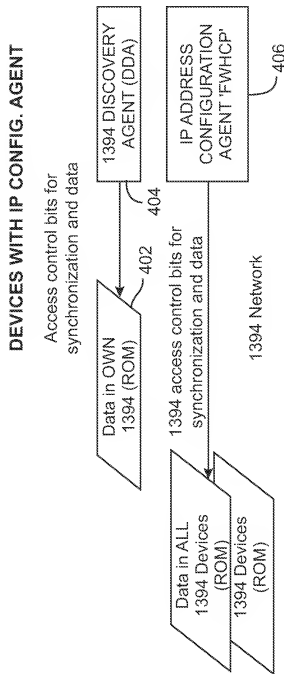 DEVICES WITH IP CONFIG. AGENT
Access control bits for
synchronization and data
1394 DISCOVERY
AGENT (DDA)
404
402
Data in OWN
1394 (ROM)
IP ADDRESS
CONFIGURATION
AGENT 'FWHCP'
406
1394 access control bits for
synchronization and data
1394 Network
Data in ALL
1394 Devices
(ROM)
1394 Devices
(ROM)